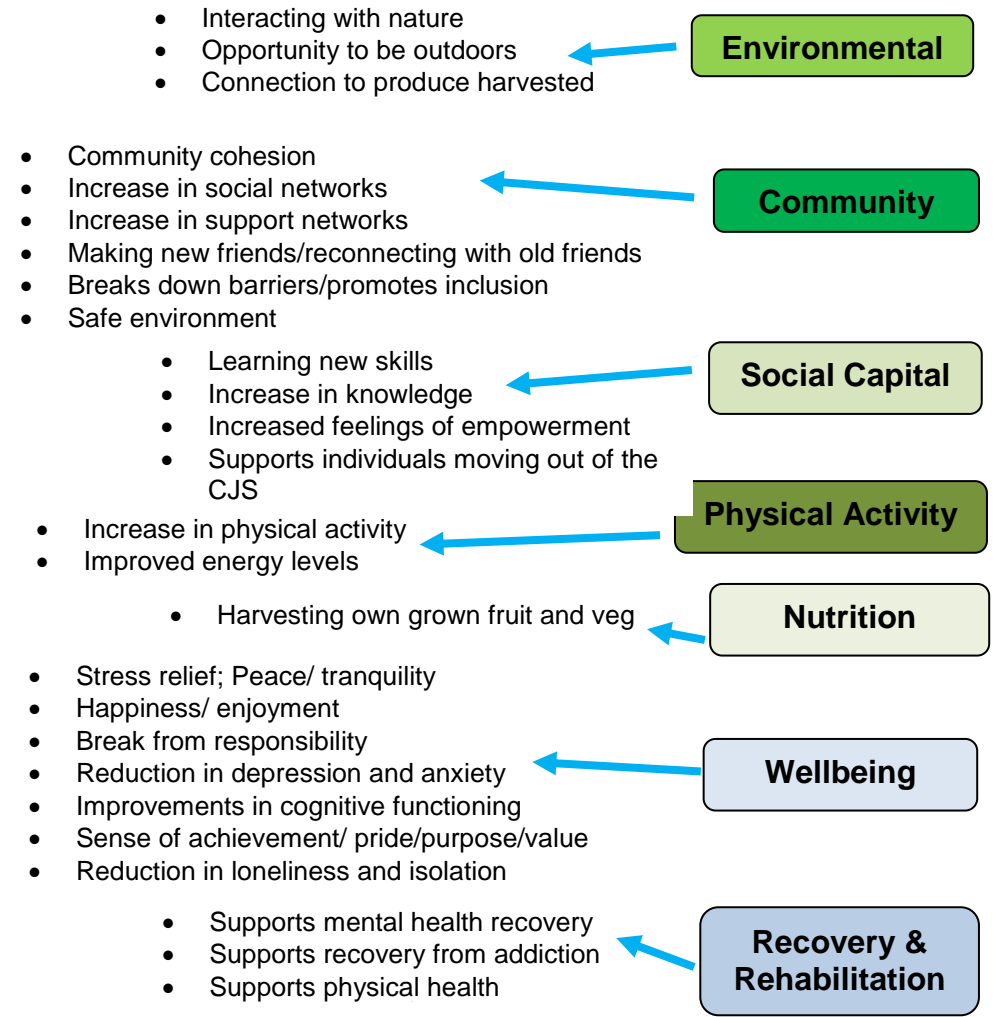 • Interacting with nature
• Opportunity to be outdoors
• Connection to produce harvested
Environmental
• Community cohesion
• Increase in social networks
• Increase in support networks
• Making new friends/reconnecting with old friends
• Breaks down barriers/promotes inclusion
• Safe environment
Community
• Learning new skills
• Increase in knowledge
• Increased feelings of empowerment
• Supports individuals moving out of the
CJS
Social Capital
• Increase in physical activity
• Improved energy levels
Physical Activity
• Harvesting own grown fruit and veg
Nutrition
• Stress relief; Peace/ tranquility
• Happiness/ enjoyment
• Break from responsibility
• Reduction in depression and anxiety
• Improvements in cognitive functioning
• Sense of achievement/ pride/purpose/value
• Reduction in loneliness and isolation
Wellbeing
• Supports mental health recovery
• Supports recovery from addiction
• Supports physical health
Recovery &
Rehabilitation